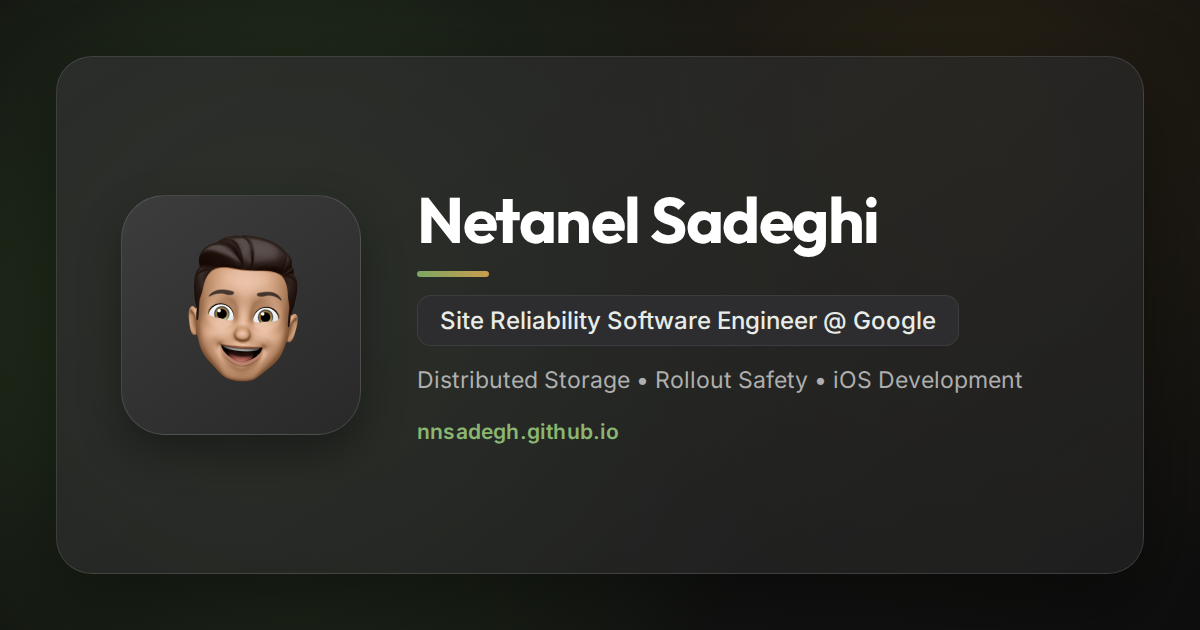 Netanel Sadeghi
Site Reliability Software Engineer @ Google
Distributed Storage • Rollout Safety • iOS Development
nnsadegh.github.io